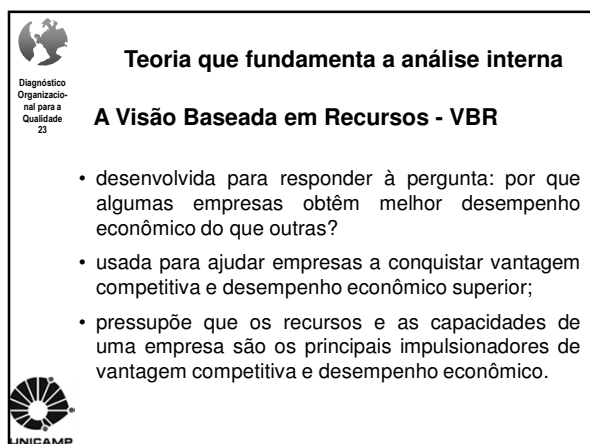 Teoria que fundamenta a análise interna
Diagnóstico
Organizacio-
nal para a
Qualidade
23
A Visão Baseada em Recursos - VBR
• desenvolvida para responder à pergunta: por que
algumas empresas obtêm melhor desempenho
econômico do que outras?
• usada para ajudar empresas a conquistar vantagem
competitiva e desempenho econômico superior;
• pressupõe que os recursos e as capacidades de
uma empresa são os principais impulsionadores de
vantagem competitiva e desempenho econômico.
UNICAMP